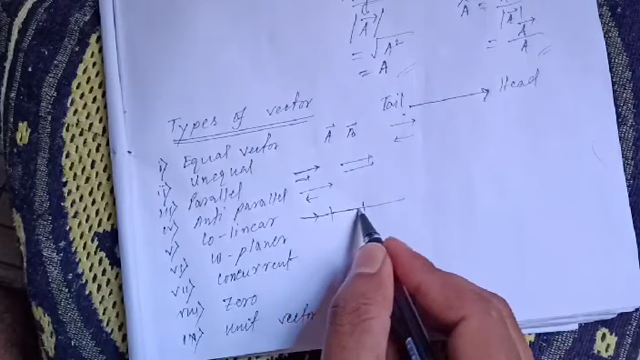 |A⃗|
= √A²
= A
A⃗ =
|A⃗|
= A⃗
A
Tail Head
Types of vector
A⃗ B⃗
i) Equal vector
ii) Unequal
iii) Parallel
iv) Anti parallel
v) Co-linear
vi) co-planer
vii) concurrent
viii) Zero
ix) unit vector